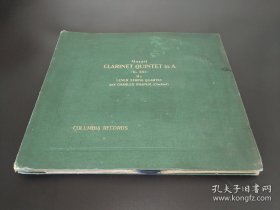 Mozart
CLARINET QUINTET in A
LENER STRING QUARTET
and CHARLES DRAPER (Clarinet)
COLUMBIA RECORDS
孔夫子旧书网